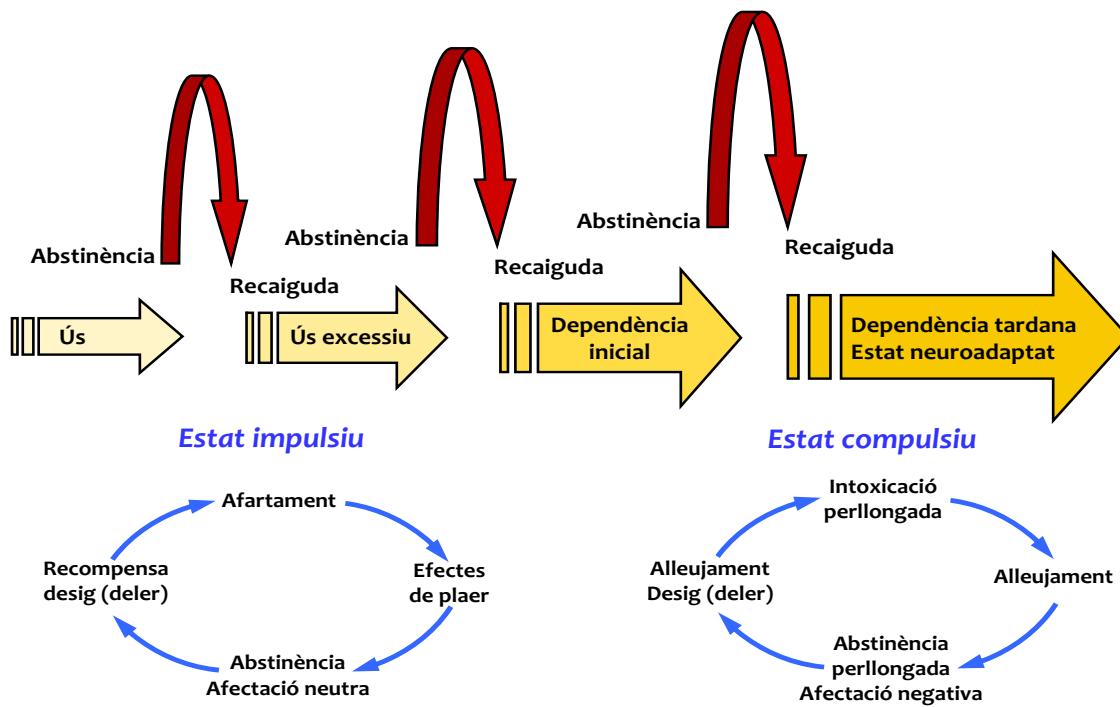 Abstinència
Recaiguda
Abstinència
Recaiguda
Abstinència
Recaiguda
Ús
Ús excessiu
Dependència
inicial
Dependència tardana
Estat neuroadaptat
Estat impulsiu
Afartament
Efectes
de plaer
Abstinència
Afectació neutra
Recompensa
desig (deler)
Estat compulsiu
Intoxicació
perllongada
Alleujament
Abstinència
perllongada
Afectació negativa
Alleujament
Desig (deler)